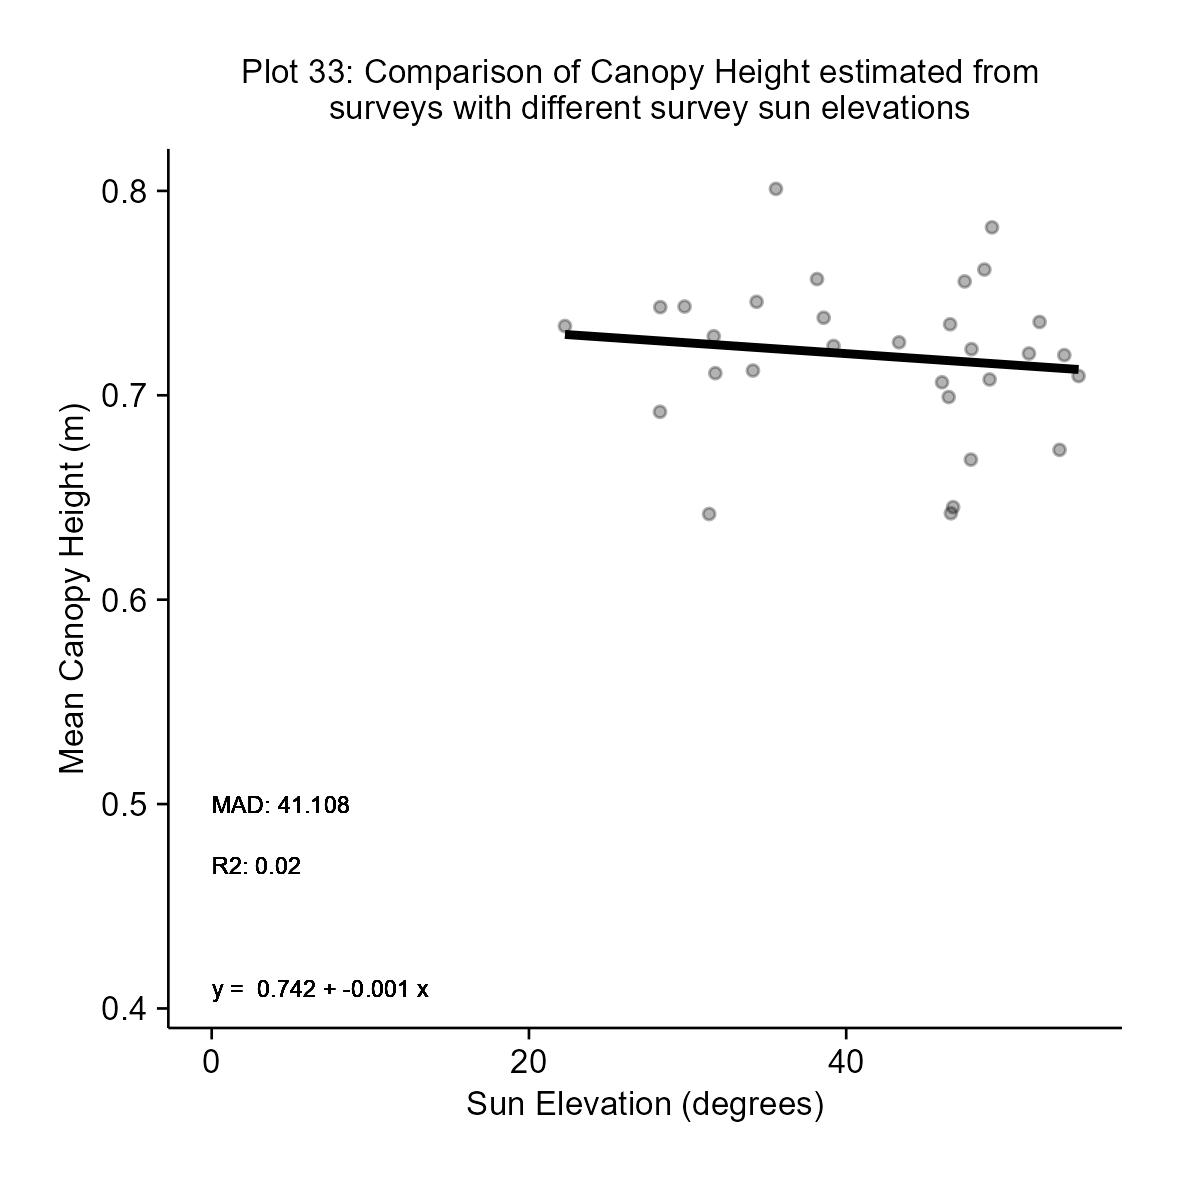 Plot 33: Comparison of Canopy Height estimated from
surveys with different survey sun elevations
Mean Canopy Height (m)
0.8
0.7
0.6
0.5
0.4
MAD: 41.108
R2: 0.02
y =  0.742 + -0.001 x
0
20
40
Sun Elevation (degrees)